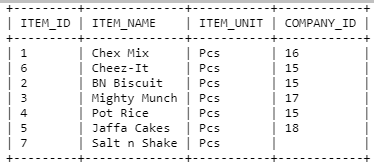 +---------+--------------+-----------+------------+
| ITEM_ID | ITEM_NAME    | ITEM_UNIT | COMPANY_ID |
+---------+--------------+-----------+------------+
| 1       | Chex Mix     | Pcs       | 16         |
| 6       | Cheez-It     | Pcs       | 15         |
| 2       | BN Biscuit   | Pcs       | 15         |
| 3       | Mighty Munch | Pcs       | 17         |
| 4       | Pot Rice     | Pcs       | 15         |
| 5       | Jaffa Cakes  | Pcs       | 18         |
| 7       | Salt n Shake | Pcs       |            |
+---------+--------------+-----------+------------+